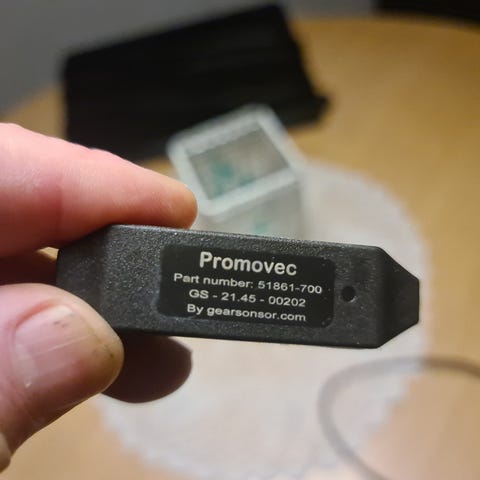 Promovec
Part number: 51861-700
GS - 21.45 - 00202
By gearsonsor.com